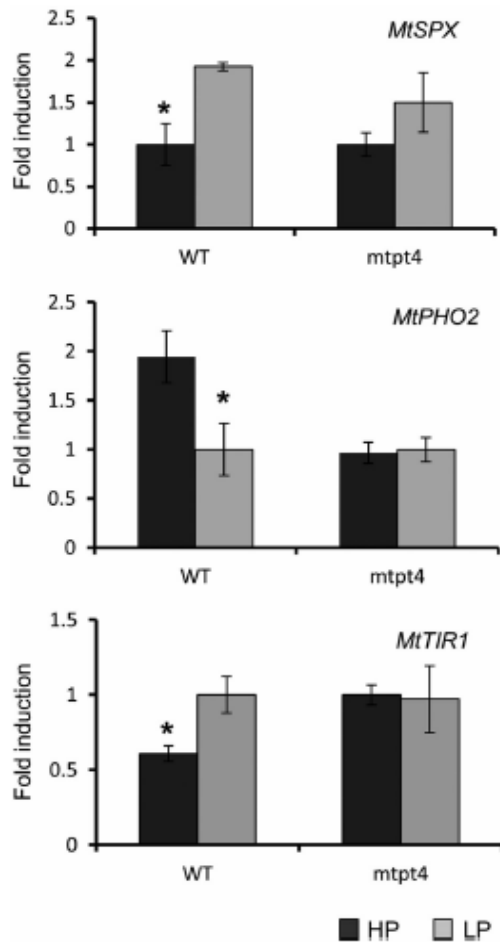 MtSPX
Fold induction
2.5
2
1.5
1
0.5
0
*
WT
mtpt4
MtPHO2
Fold induction
2.5
2
1.5
1
0.5
0
*
WT
mtpt4
MtTIR1
Fold induction
1.5
1
0.5
0
*
WT
mtpt4
HP
LP